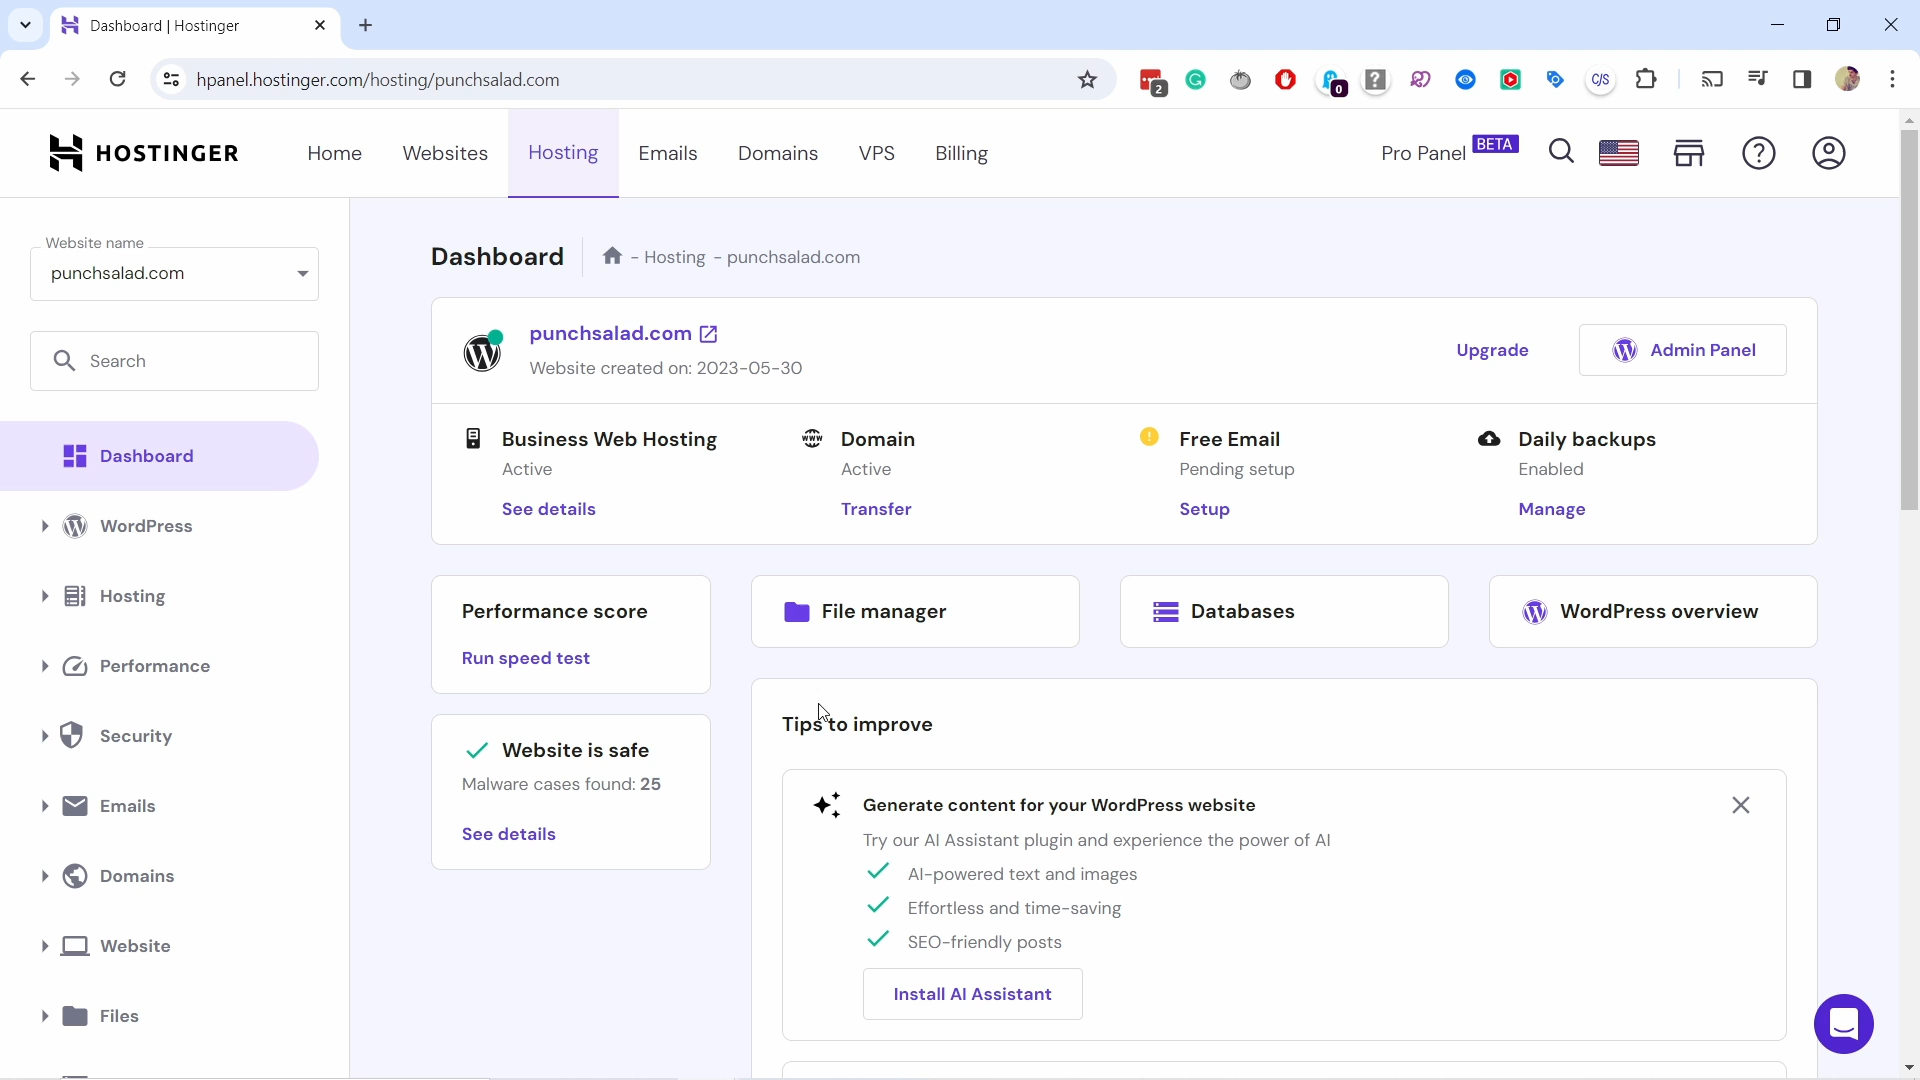 Dashboard | Hostinger
hpanel.hostinger.com/hosting/punchsalad.com
2
0
?
C/S
HOSTINGER
Home
Websites
Hosting
Emails
Domains
VPS
Billing
Pro Panel BETA
?
Website name
punchsalad.com
Search
Dashboard
WordPress
Hosting
Performance
Security
Emails
Domains
Website
Files
Dashboard
- Hosting - punchsalad.com
punchsalad.com
Website created on: 2023-05-30
Upgrade
Admin Panel
Business Web Hosting
Active
See details
www
Domain
Active
Transfer
!
Free Email
Pending setup
Setup
Daily backups
Enabled
Manage
Performance score
Run speed test
File manager
Databases
WordPress overview
Website is safe
Malware cases found: 25
See details
Tips to improve
Generate content for your WordPress website
Try our AI Assistant plugin and experience the power of AI
AI-powered text and images
Effortless and time-saving
SEO-friendly posts
Install AI Assistant